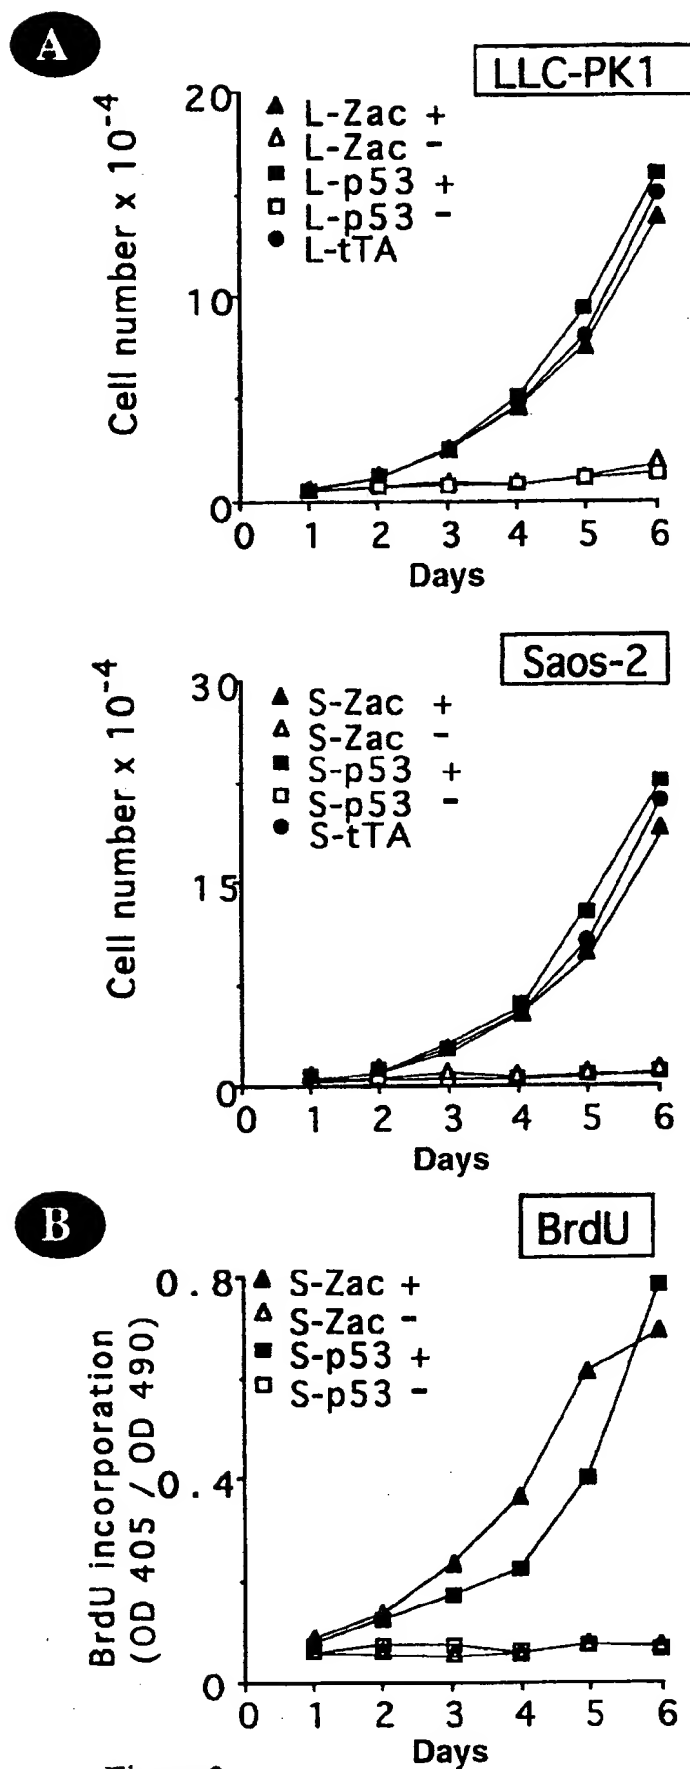 A
LLC-PK1
20
10
0
Cell number x 10-4
L-Zac +
L-Zac -
L-p53 +
L-p53 -
L-tTA
0 1 2 3 4 5 6
Days
Saos-2
30
15
0
Cell number x 10-4
S-Zac +
S-Zac -
S-p53 +
S-p53 -
S-tTA
0 1 2 3 4 5 6
Days
B
BrdU
0.8
0.4
0
BrdU incorporation
(OD 405 / OD 490)
S-Zac +
S-Zac -
S-p53 +
S-p53 -
0 1 2 3 4 5 6
Days